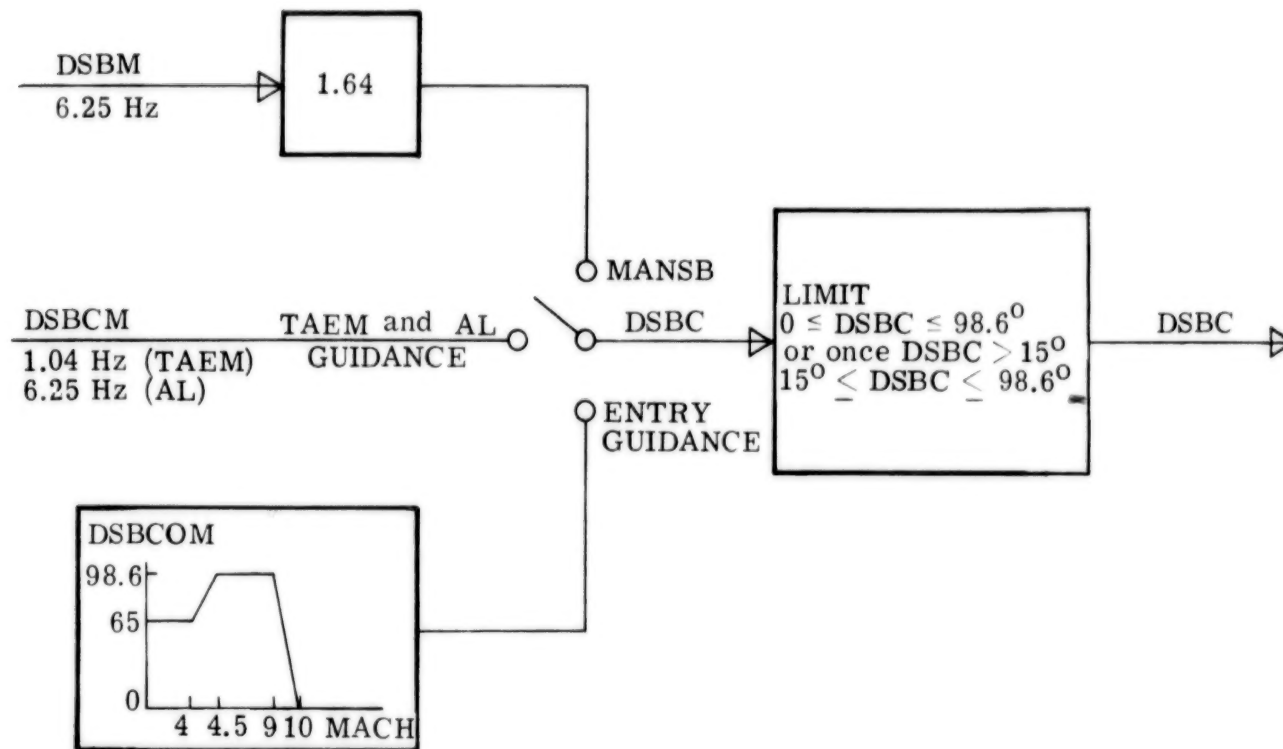 DSBM
6.25 Hz
1.64
MANSB
DSBCM
1.04 Hz (TAEM)
6.25 Hz (AL)
TAEM and AL
GUIDANCE
DSBC
LIMIT
0 ≤ DSBC ≤ 98.6°
or once DSBC > 15°
15° ≤ DSBC ≤ 98.6°
DSBC
ENTRY
GUIDANCE
DSBCOM
98.6
65
0
4 4.5 9 10 MACH